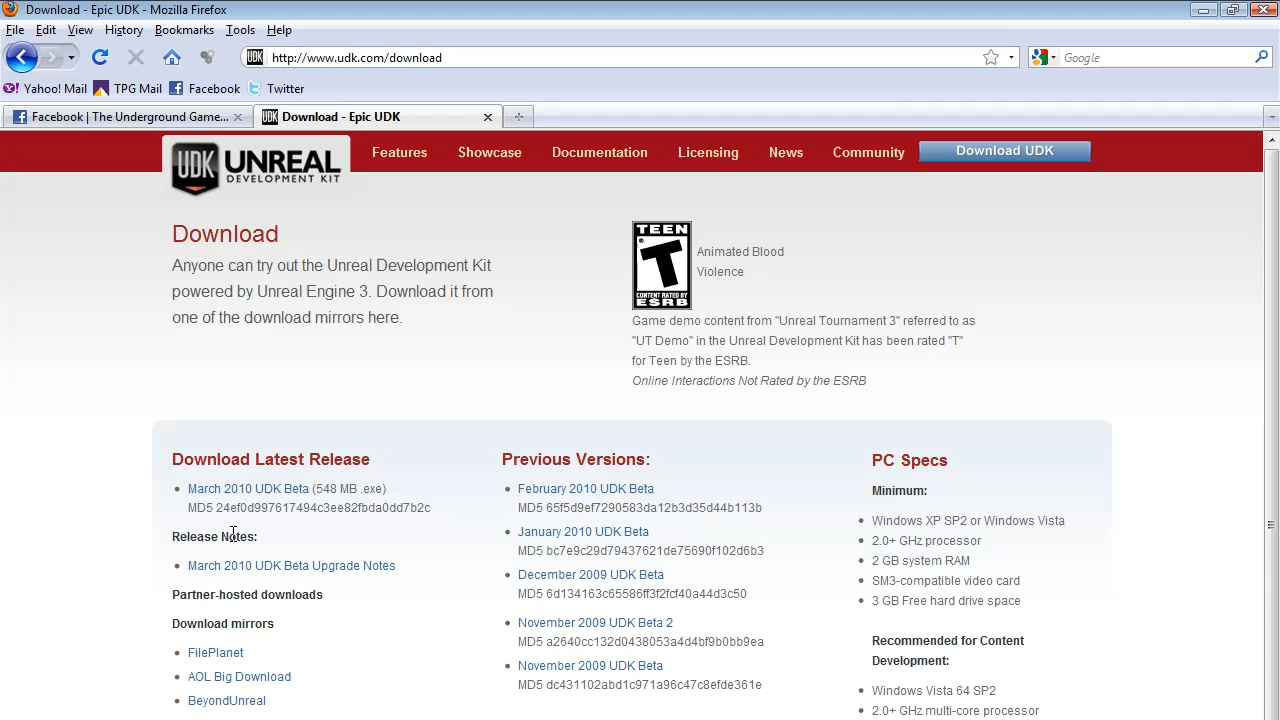 Download - Epic UDK - Mozilla Firefox
File Edit View History Bookmarks Tools Help
UDK http://www.udk.com/download Google
Yahoo! Mail TPG Mail Facebook Twitter
Facebook | The Underground Game... Download - Epic UDK
UDK UNREAL
DEVELOPMENT KIT
Features Showcase Documentation Licensing News Community Download UDK
Download
Anyone can try out the Unreal Development Kit
powered by Unreal Engine 3. Download it from
one of the download mirrors here.
TEEN
T
CONTENT RATED BY
ESRB
Animated Blood
Violence
Game demo content from "Unreal Tournament 3" referred to as
"UT Demo" in the Unreal Development Kit has been rated "T"
for Teen by the ESRB.
Online Interactions Not Rated by the ESRB
Download Latest Release
March 2010 UDK Beta (548 MB .exe)
MD5 24ef0d997617494c3ee82fbda0dd7b2c
Release Notes:
March 2010 UDK Beta Upgrade Notes
Partner-hosted downloads
Download mirrors
FilePlanet
AOL Big Download
BeyondUnreal
Previous Versions:
February 2010 UDK Beta
MD5 65f5d9ef7290583da12b3d35d44b113b
January 2010 UDK Beta
MD5 bc7e9c29d79437621de75690f102d6b3
December 2009 UDK Beta
MD5 6d134163c65586ff3f2fcf40a44d3c50
November 2009 UDK Beta 2
MD5 a2640cc132d0438053a4d4bf9b0bb9ea
November 2009 UDK Beta
MD5 dc431102abd1c971a96c47c8efde361e
PC Specs
Minimum:
Windows XP SP2 or Windows Vista
2.0+ GHz processor
2 GB system RAM
SM3-compatible video card
3 GB Free hard drive space
Recommended for Content
Development:
Windows Vista 64 SP2
2.0+ GHz multi-core processor